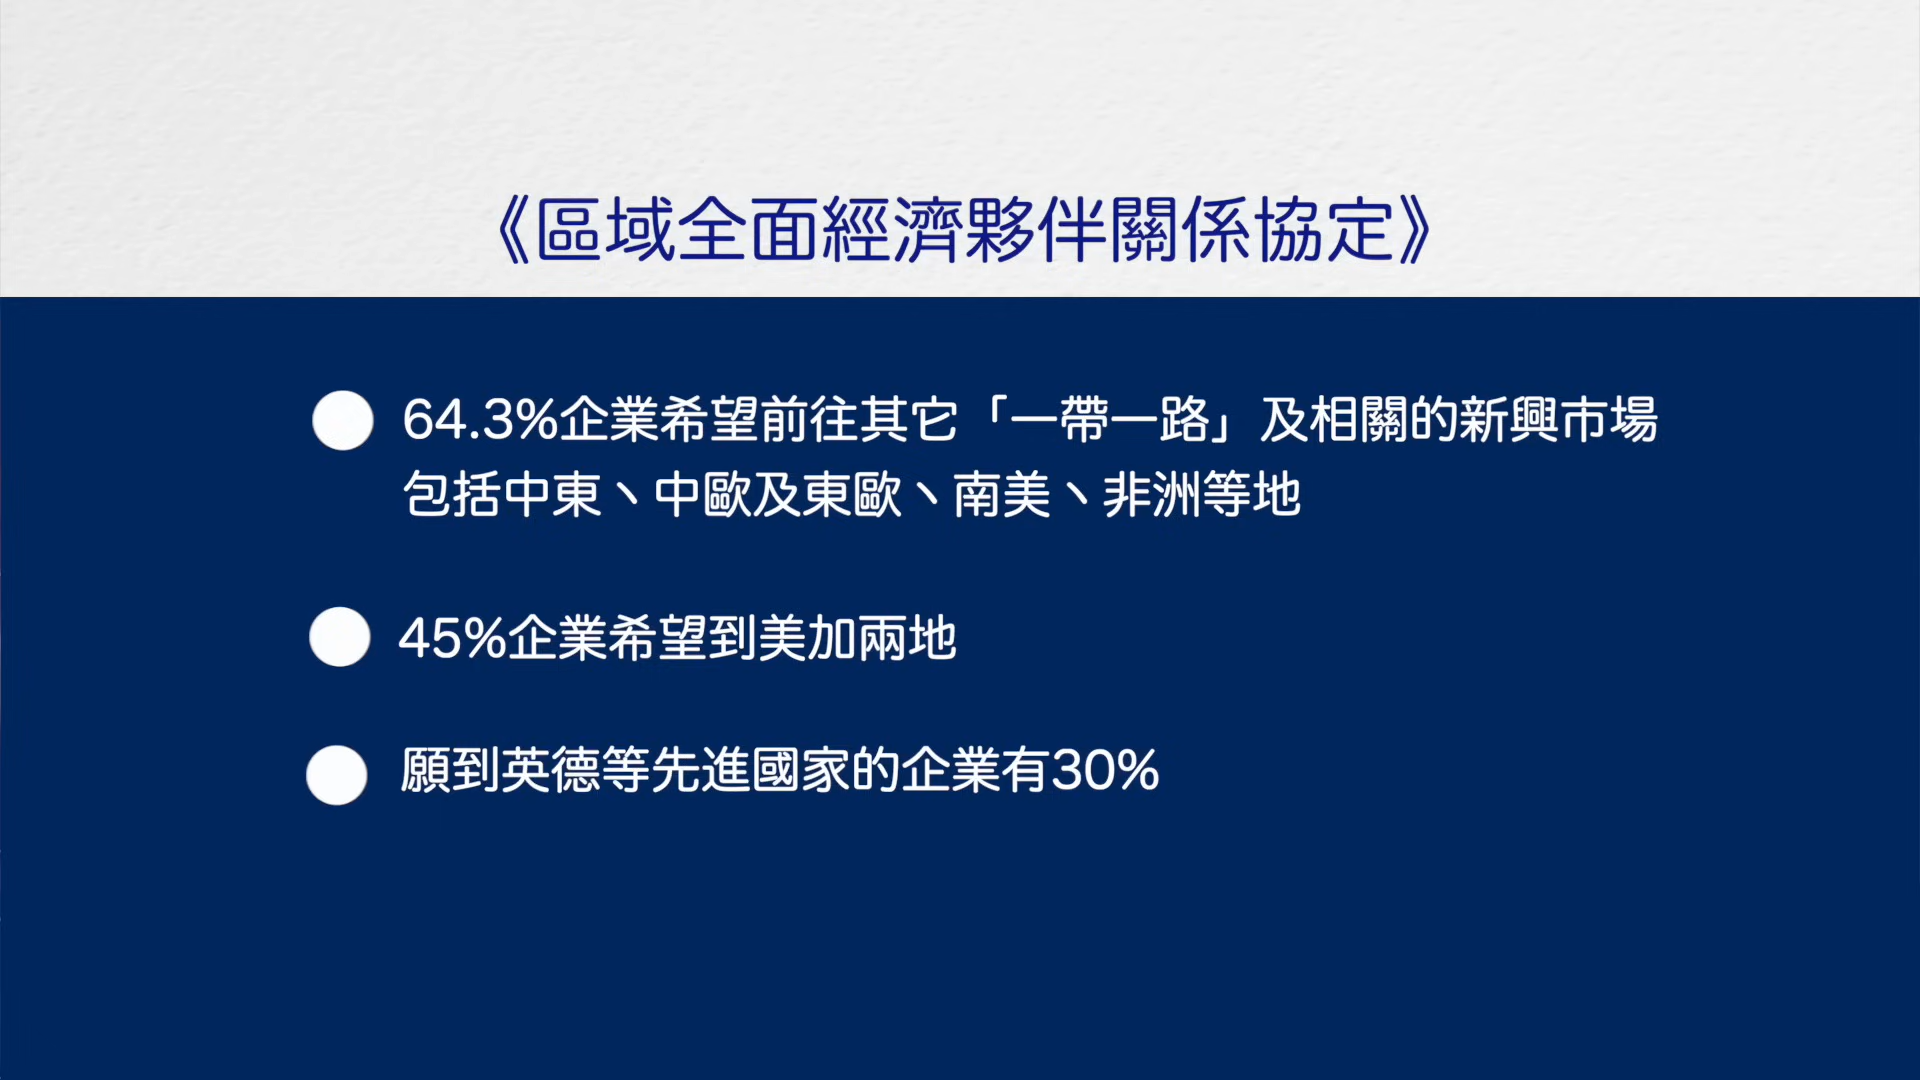 《區域全面經濟夥伴關係協定》
64.3%企業希望前往其它「一帶一路」及相關的新興市場
包括中東、中歐及東歐、南美、非洲等地
45%企業希望到美加兩地
願到英德等先進國家的企業有30%